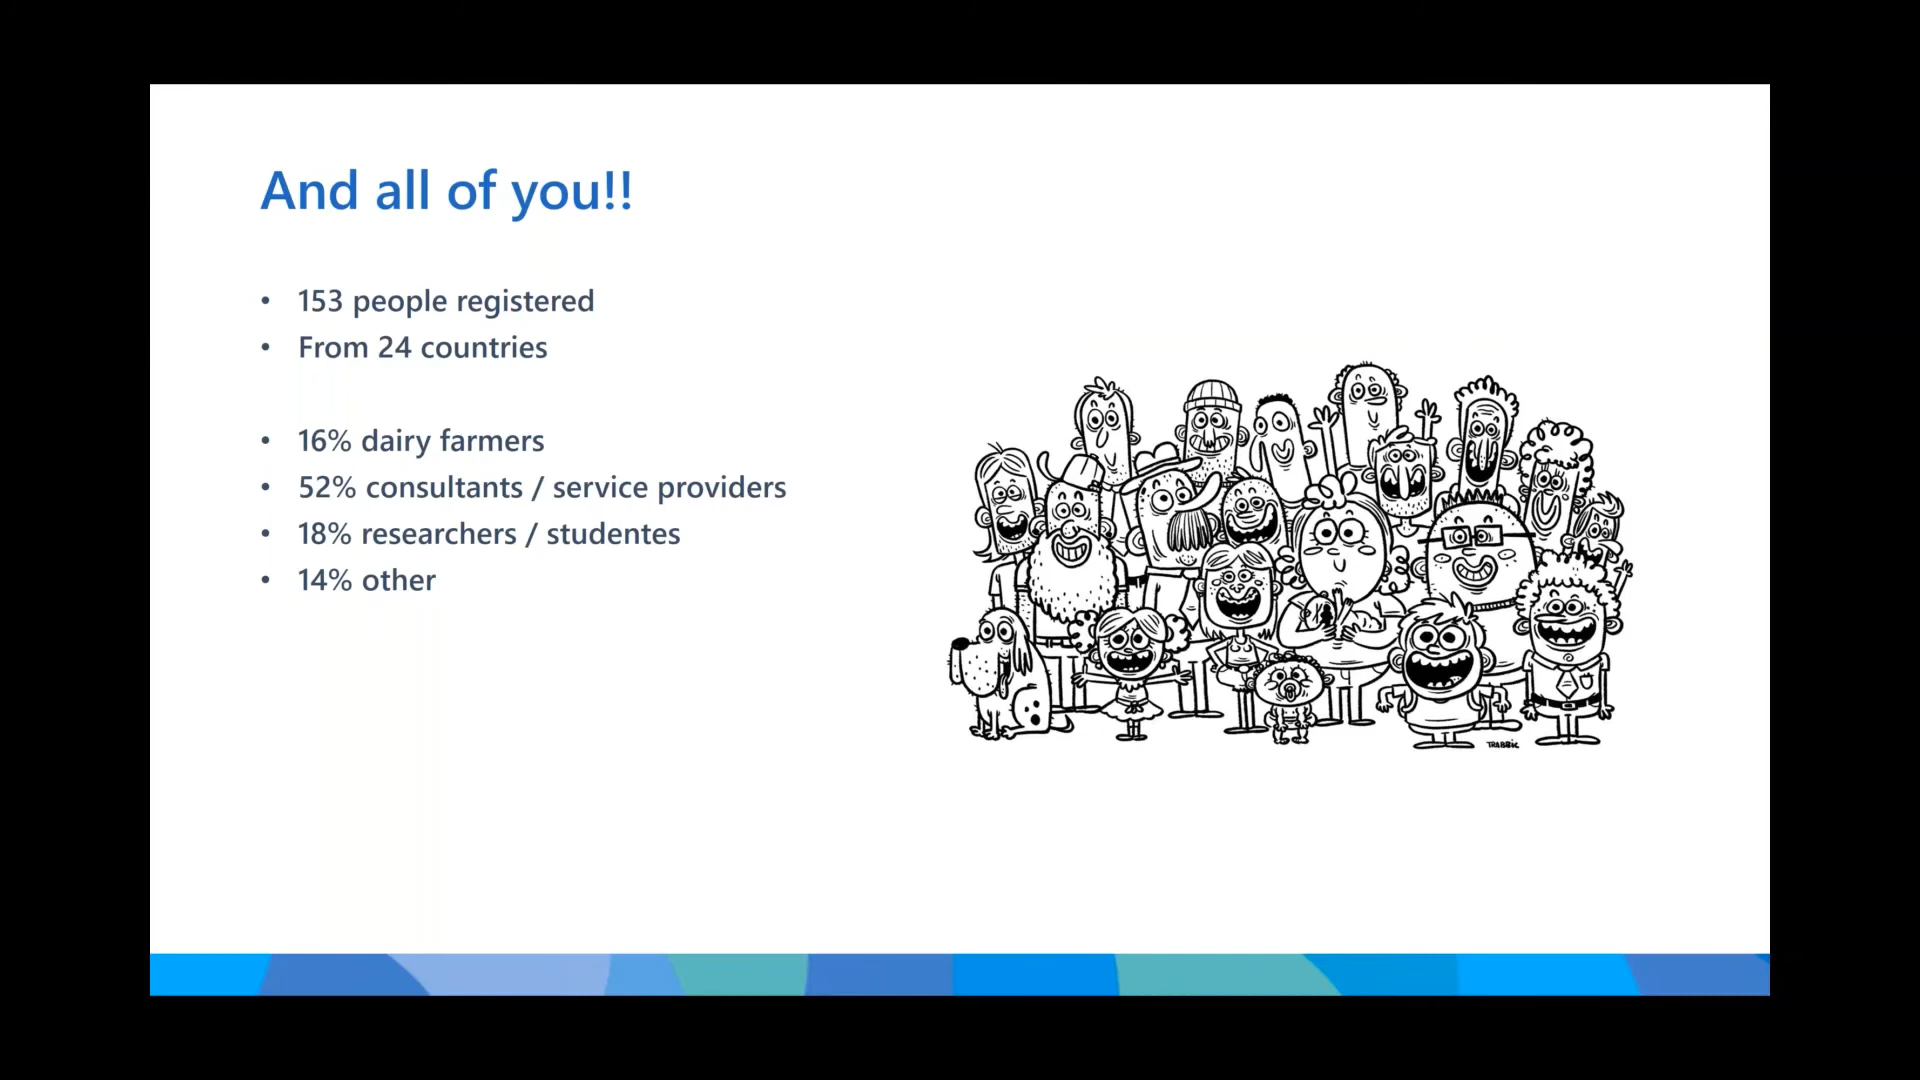 And all of you!!
• 153 people registered
• From 24 countries
• 16% dairy farmers
• 52% consultants / service providers
• 18% researchers / studentes
• 14% other
TRABBIC